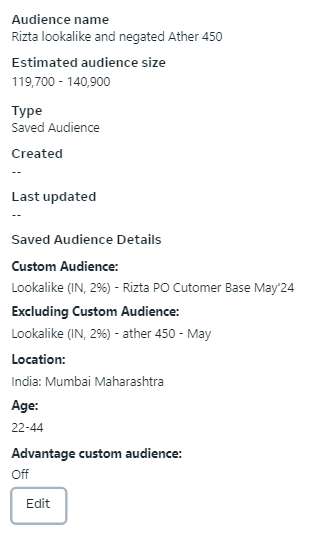 Audience name
Rizta lookalike and negated Ather 450
Estimated audience size
119,700 - 140,900
Type
Saved Audience
Created
--
Last updated
--
Saved Audience Details
Custom Audience:
Lookalike (IN, 2%) - Rizta PO Cutomer Base May'24
Excluding Custom Audience:
Lookalike (IN, 2%) - ather 450 - May
Location:
India: Mumbai Maharashtra
Age:
22-44
Advantage custom audience:
Off
Edit